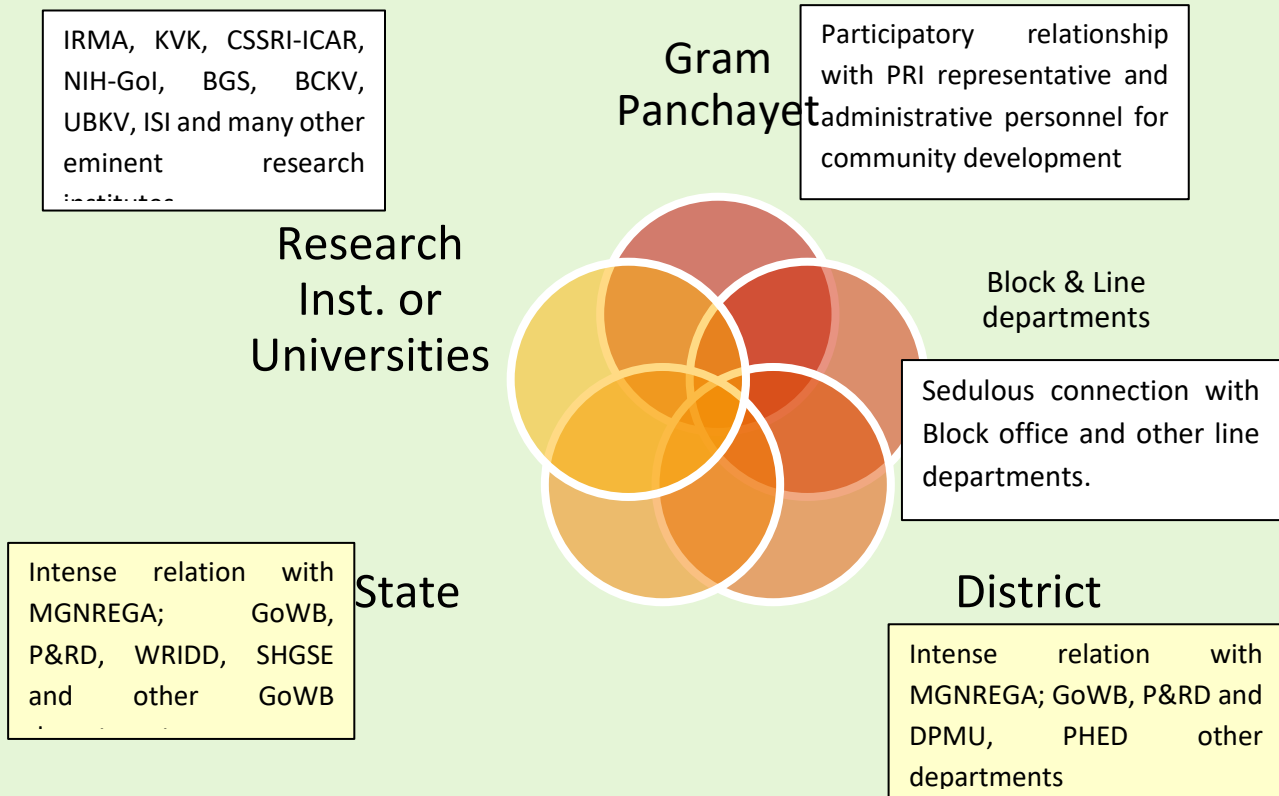 IRMA, KVK, CSSRI-ICAR,
NIH-GoI, BGS, BCKV,
UBKV, ISI and many other
eminent research
Gram
Panchayet
Participatory relationship
with PRI representative and
administrative personnel for
community development
Research
Inst. or
Universities
Block & Line
departments
Sedulous connection with
Block office and other line
departments.
Intense relation with
MGNREGA; GoWB,
P&RD, WRIDD, SHGSE
and other GoWB
State
District
Intense relation with
MGNREGA; GoWB, P&RD and
DPMU, PHED other
departments